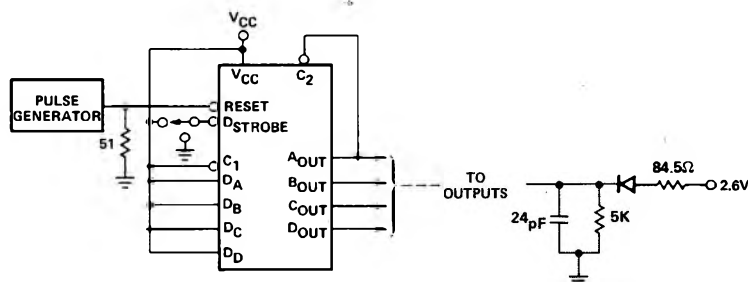 VCC
VCC
C2
PULSE
GENERATOR
RESET
DSTROBE
51
C1
AOUT
DA
BOUT
DB
COUT
DC
DOUT
DD
TO
OUTPUTS
84.5Ω
2.6V
24pF
5K